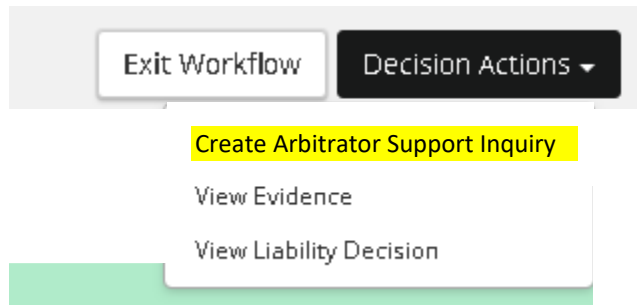 Exit Workflow
Decision Actions
Create Arbitrator Support Inquiry
View Evidence
View Liability Decision